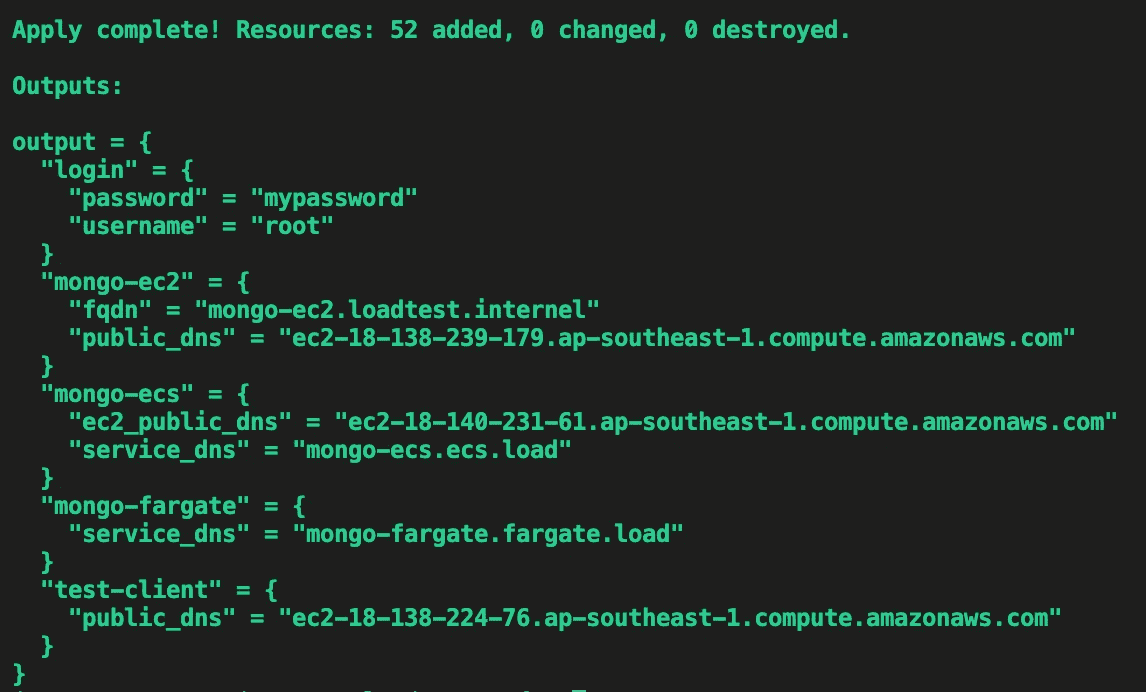 Apply complete! Resources: 52 added, 0 changed, 0 destroyed.
Outputs:
output = {
  "login" = {
    "password" = "mypassword"
    "username" = "root"
  }
  "mongo-ec2" = {
    "fqdn" = "mongo-ec2.loadtest.internel"
    "public_dns" = "ec2-18-138-239-179.ap-southeast-1.compute.amazonaws.com"
  }
  "mongo-ecs" = {
    "ec2_public_dns" = "ec2-18-140-231-61.ap-southeast-1.compute.amazonaws.com"
    "service_dns" = "mongo-ecs.ecs.load"
  }
  "mongo-fargate" = {
    "service_dns" = "mongo-fargate.fargate.load"
  }
  "test-client" = {
    "public_dns" = "ec2-18-138-224-76.ap-southeast-1.compute.amazonaws.com"
  }
}